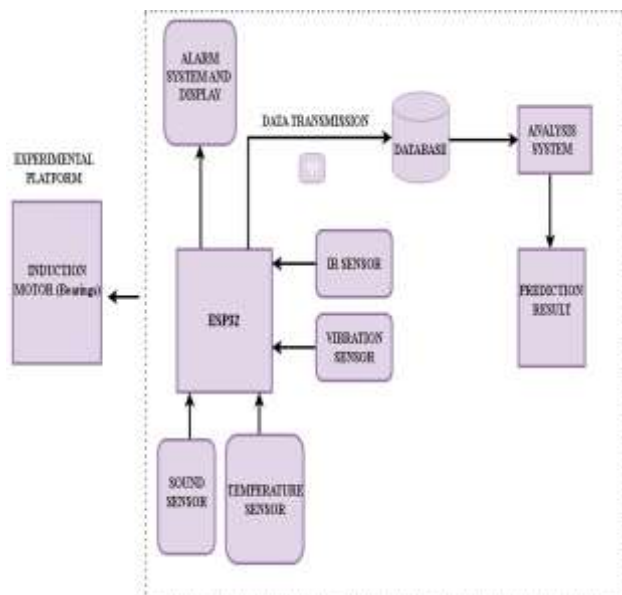 ALARM
SYSTEM AND
DISPLAY
DATA TRANSMISSION
DATABASE
ANALYSIS
SYSTEM
EXPERIMENTAL
PLATFORM
INDUCTION
MOTOR (Bearings)
ESP32
IR SENSOR
VIBRATION
SENSOR
PREDICTION
RESULT
SOUND
SENSOR
TEMPERATURE
SENSOR